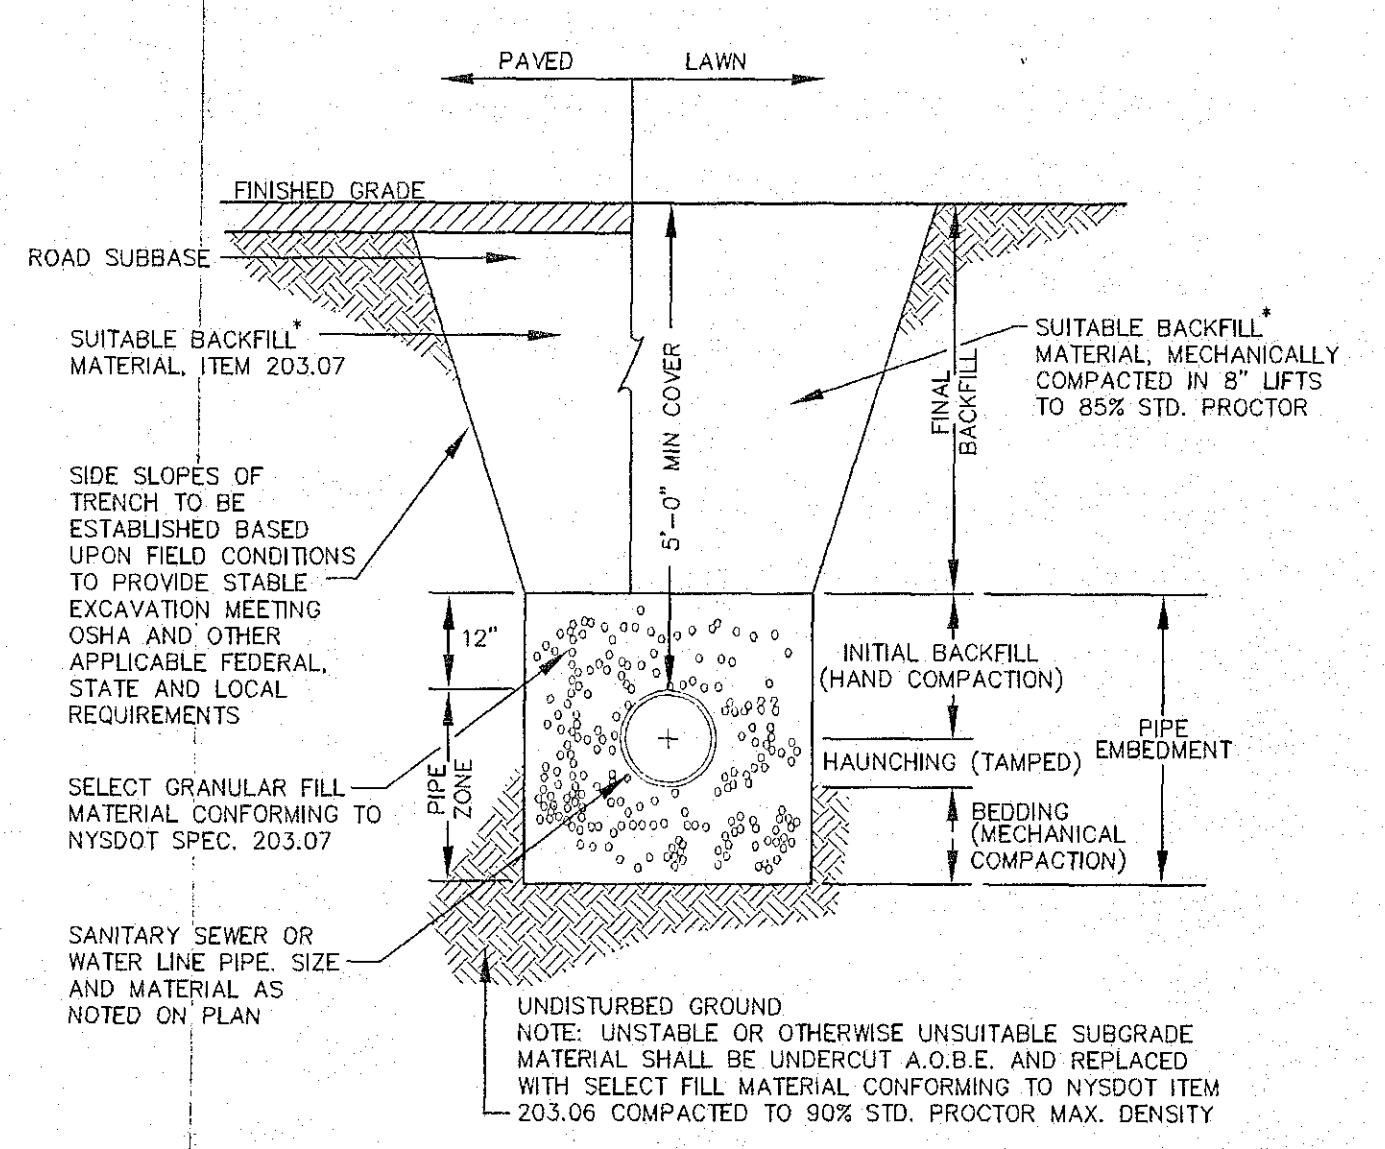 PAVED
LAWN
FINISHED GRADE
ROAD SUBBASE
SUITABLE BACKFILL*
MATERIAL, ITEM 203.07
SUITABLE BACKFILL*
MATERIAL, MECHANICALLY
COMPACTED IN 8" LIFTS
TO 85% STD. PROCTOR
5'-0" MIN COVER
FINAL
BACKFILL
SIDE SLOPES OF
TRENCH TO BE
ESTABLISHED BASED
UPON FIELD CONDITIONS
TO PROVIDE STABLE
EXCAVATION MEETING
OSHA AND OTHER
APPLICABLE FEDERAL,
STATE AND LOCAL
REQUIREMENTS
12"
INITIAL BACKFILL
(HAND COMPACTION)
PIPE
EMBEDMENT
HAUNCHING (TAMPED)
PIPE
ZONE
BEDDING
(MECHANICAL
COMPACTION)
SELECT GRANULAR FILL
MATERIAL CONFORMING TO
NYSDOT SPEC. 203.07
SANITARY SEWER OR
WATER LINE PIPE. SIZE
AND MATERIAL AS
NOTED ON PLAN
UNDISTURBED GROUND
NOTE: UNSTABLE OR OTHERWISE UNSUITABLE SUBGRADE
MATERIAL SHALL BE UNDERCUT A.O.B.E. AND REPLACED
WITH SELECT FILL MATERIAL CONFORMING TO NYSDOT ITEM
203.06 COMPACTED TO 90% STD. PROCTOR MAX. DENSITY